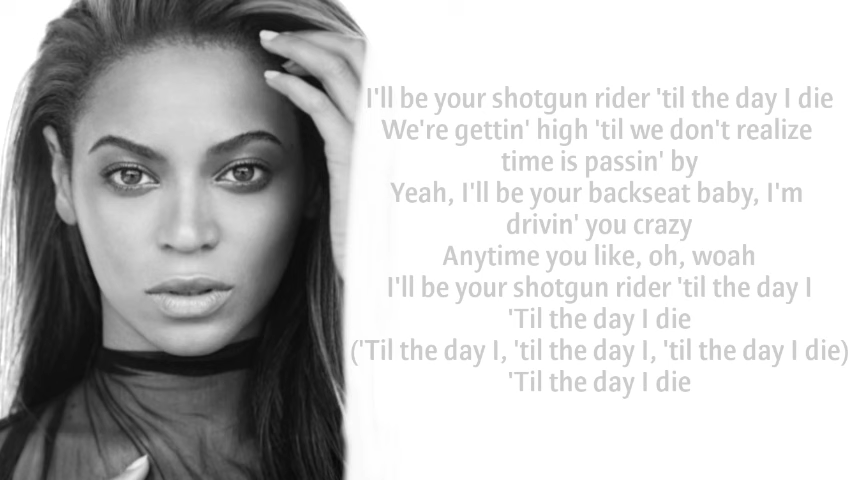 I'll be your shotgun rider 'til the day I die
We're gettin' high 'til we don't realize
time is passin' by
Yeah, I'll be your backseat baby, I'm
drivin' you crazy
Anytime you like, oh, woah
I'll be your shotgun rider 'til the day I
'Til the day I die
('Til the day I, 'til the day I, 'til the day I die)
'Til the day I die